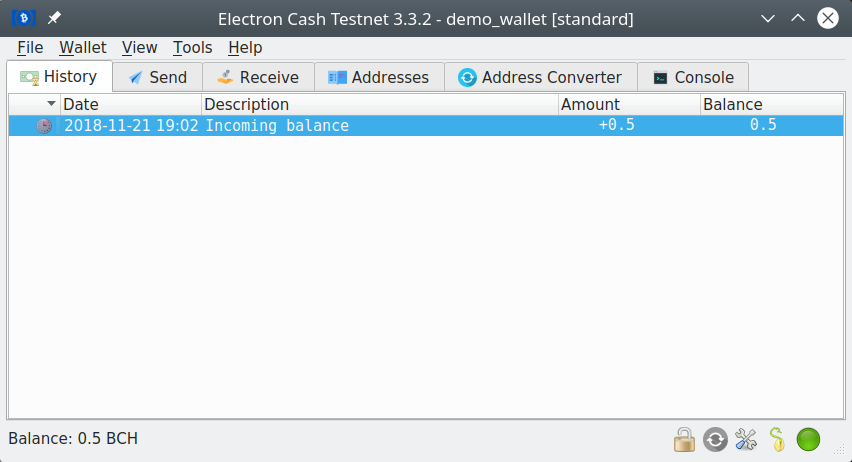 Electron Cash Testnet 3.3.2 - demo_wallet [standard]
File Wallet View Tools Help
History Send Receive Addresses Address Converter Console
Date Description Amount Balance
2018-11-21 19:02 Incoming balance +0.5 0.5
Balance: 0.5 BCH